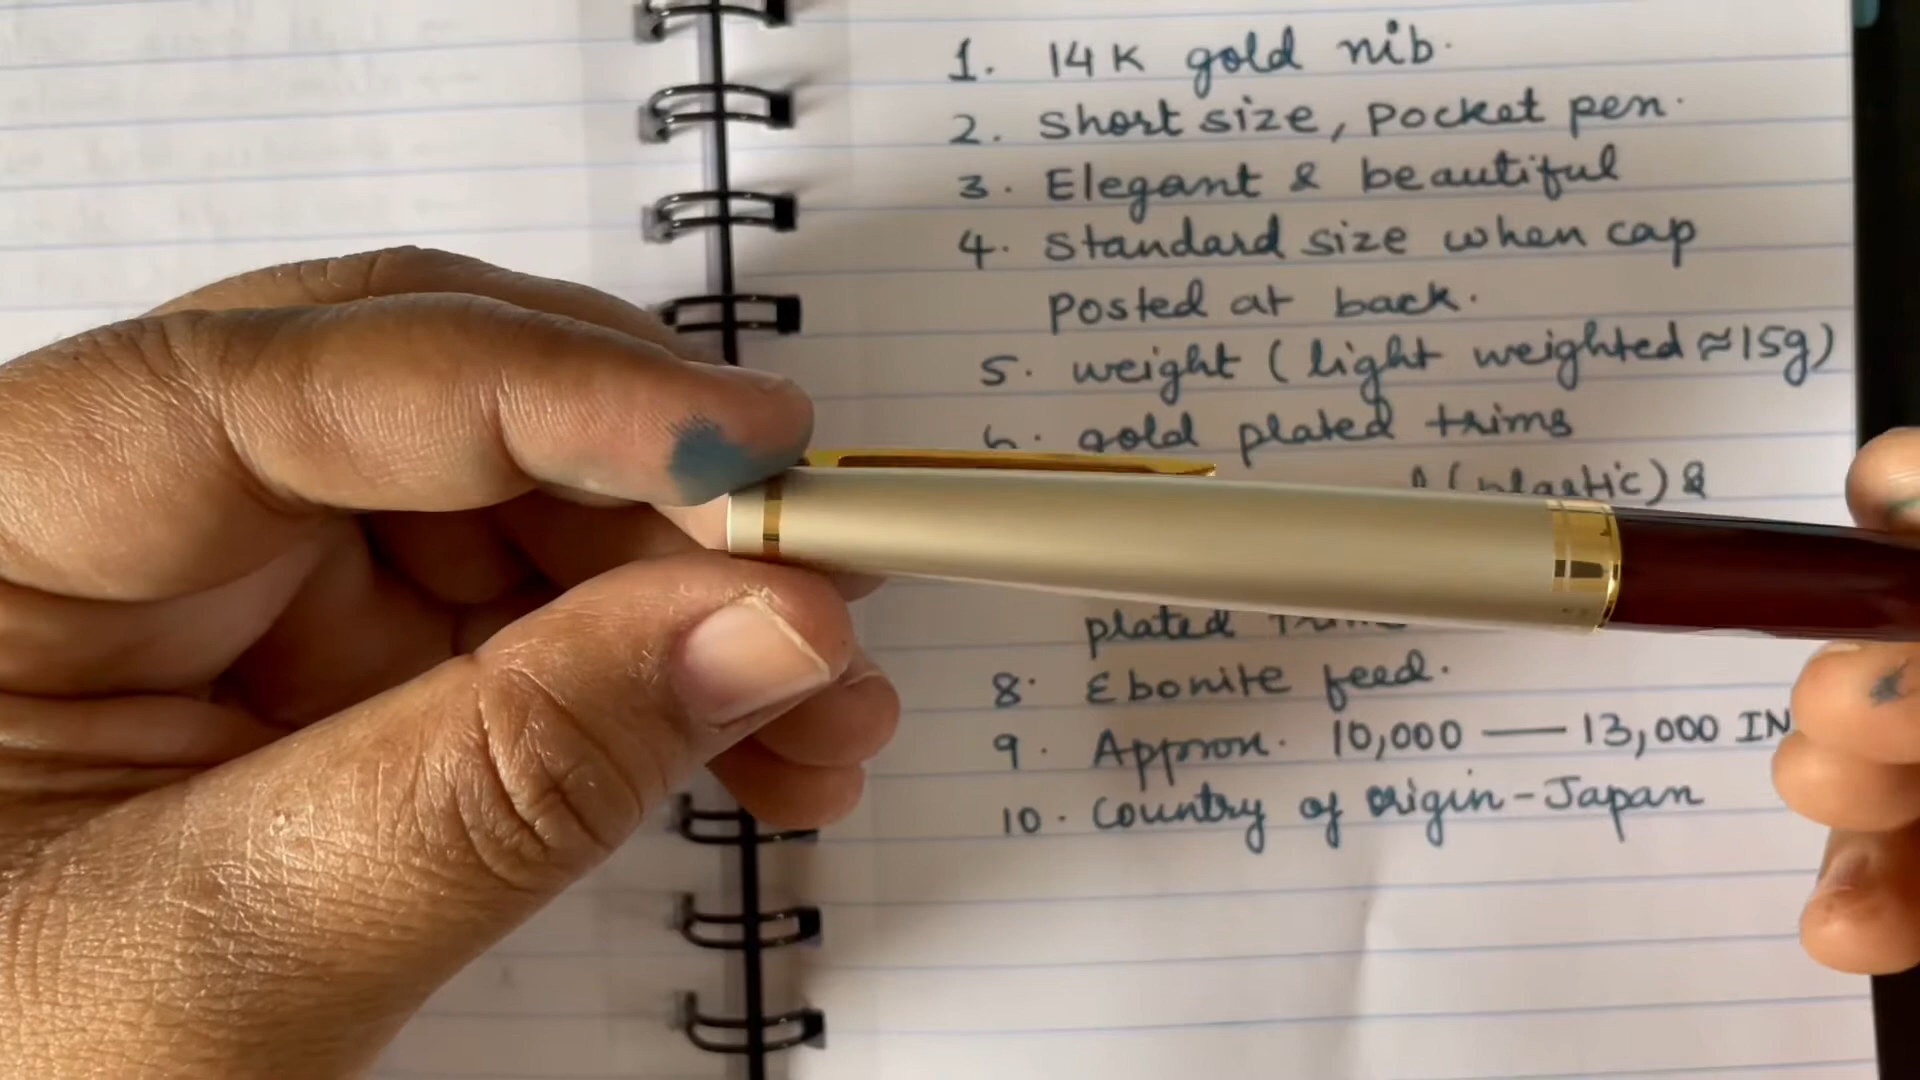 1. 14K gold nib.
2. Short size, Pocket pen.
3. Elegant & beautiful
4. Standard size when cap
posted at back.
5. weight (light weighted ≈15g)
6. gold plated trims
(plastic) &
plated
8. Ebonite feed.
9. Approx. 10,000 — 13,000 IN
10. Country of origin - Japan